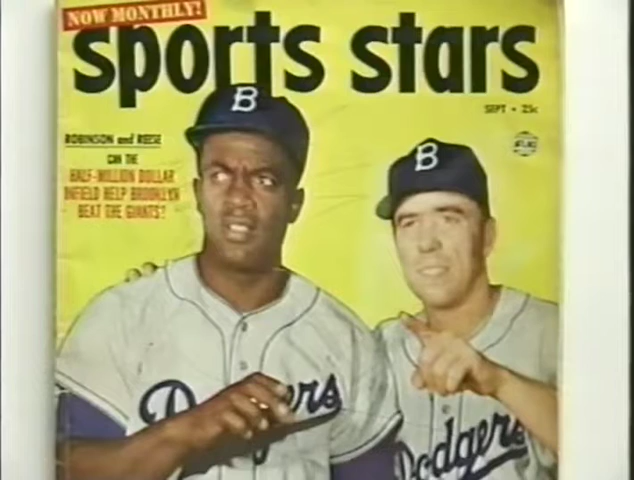 NOW MONTHLY!
sports stars
SEPT • 25c
ROBINSON and REESE
CAN THE
HALF-MILLION DOLLAR
INFIELD HELP BROOKLYN
BEAT THE GIANTS?
B
B
Dodgers
Dodgers